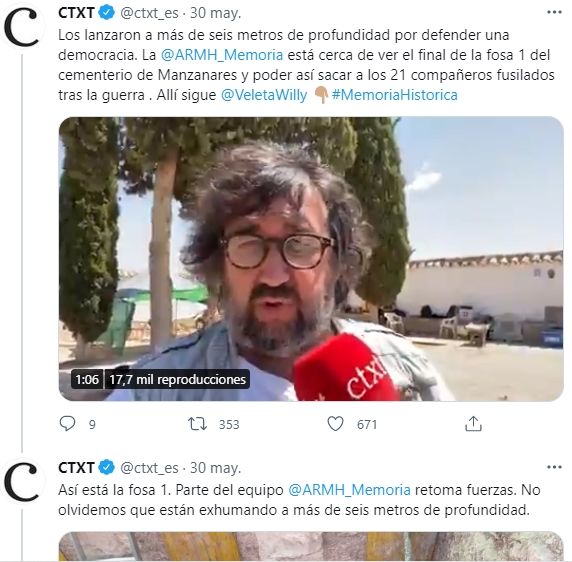 CTXT @ctxt_es · 30 may.
Los lanzaron a más de seis metros de profundidad por defender una
democracia. La @ARMH_Memoria está cerca de ver el final de la fosa 1 del
cementerio de Manzanares y poder así sacar a los 21 compañeros fusilados
tras la guerra . Allí sigue @VeletaWilly 👇🏽 #MemoriaHistorica
ctxt
1:06 17,7 mil reproducciones
9 353 671
CTXT @ctxt_es · 30 may.
Así está la fosa 1. Parte del equipo @ARMH_Memoria retoma fuerzas. No
olvidemos que están exhumando a más de seis metros de profundidad.